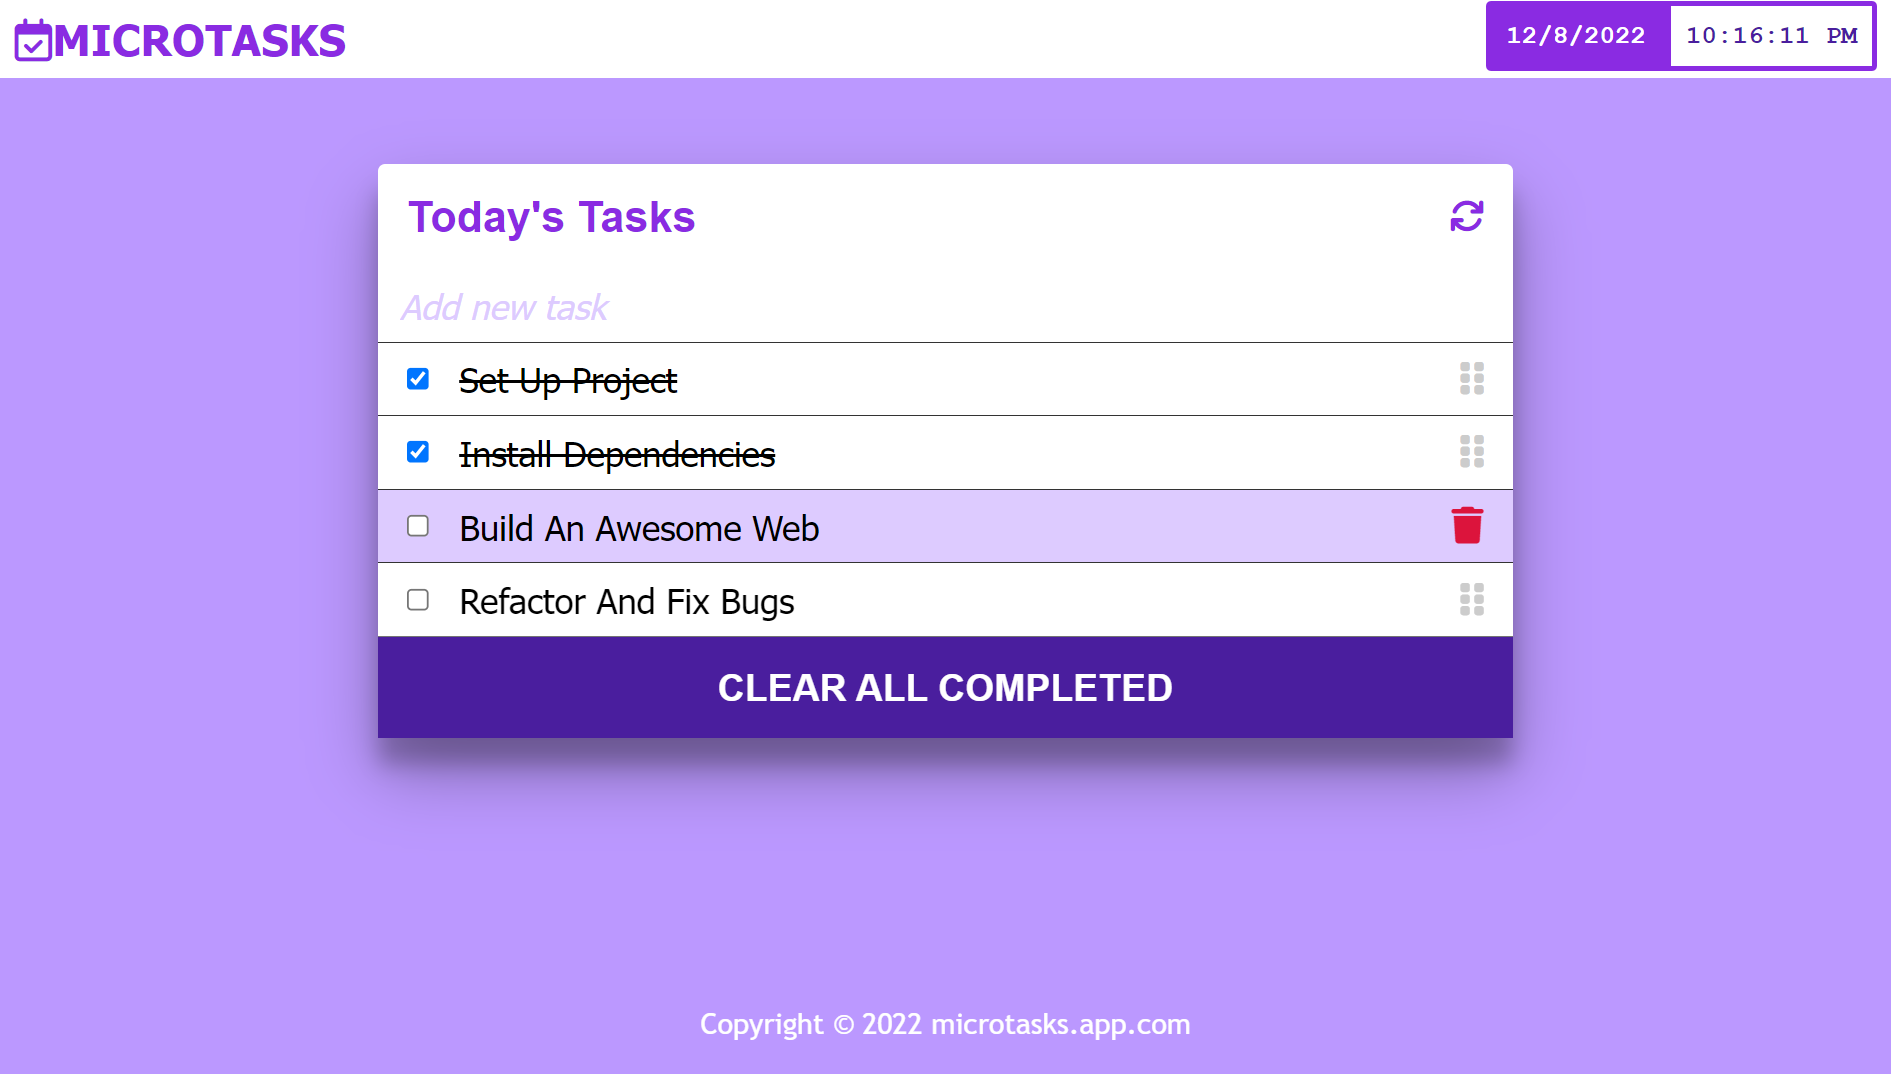 MICROTASKS
12/8/2022 10:16:11 PM
Today's Tasks
Add new task
Set Up Project
Install Dependencies
Build An Awesome Web
Refactor And Fix Bugs
CLEAR ALL COMPLETED
Copyright © 2022 microtasks.app.com